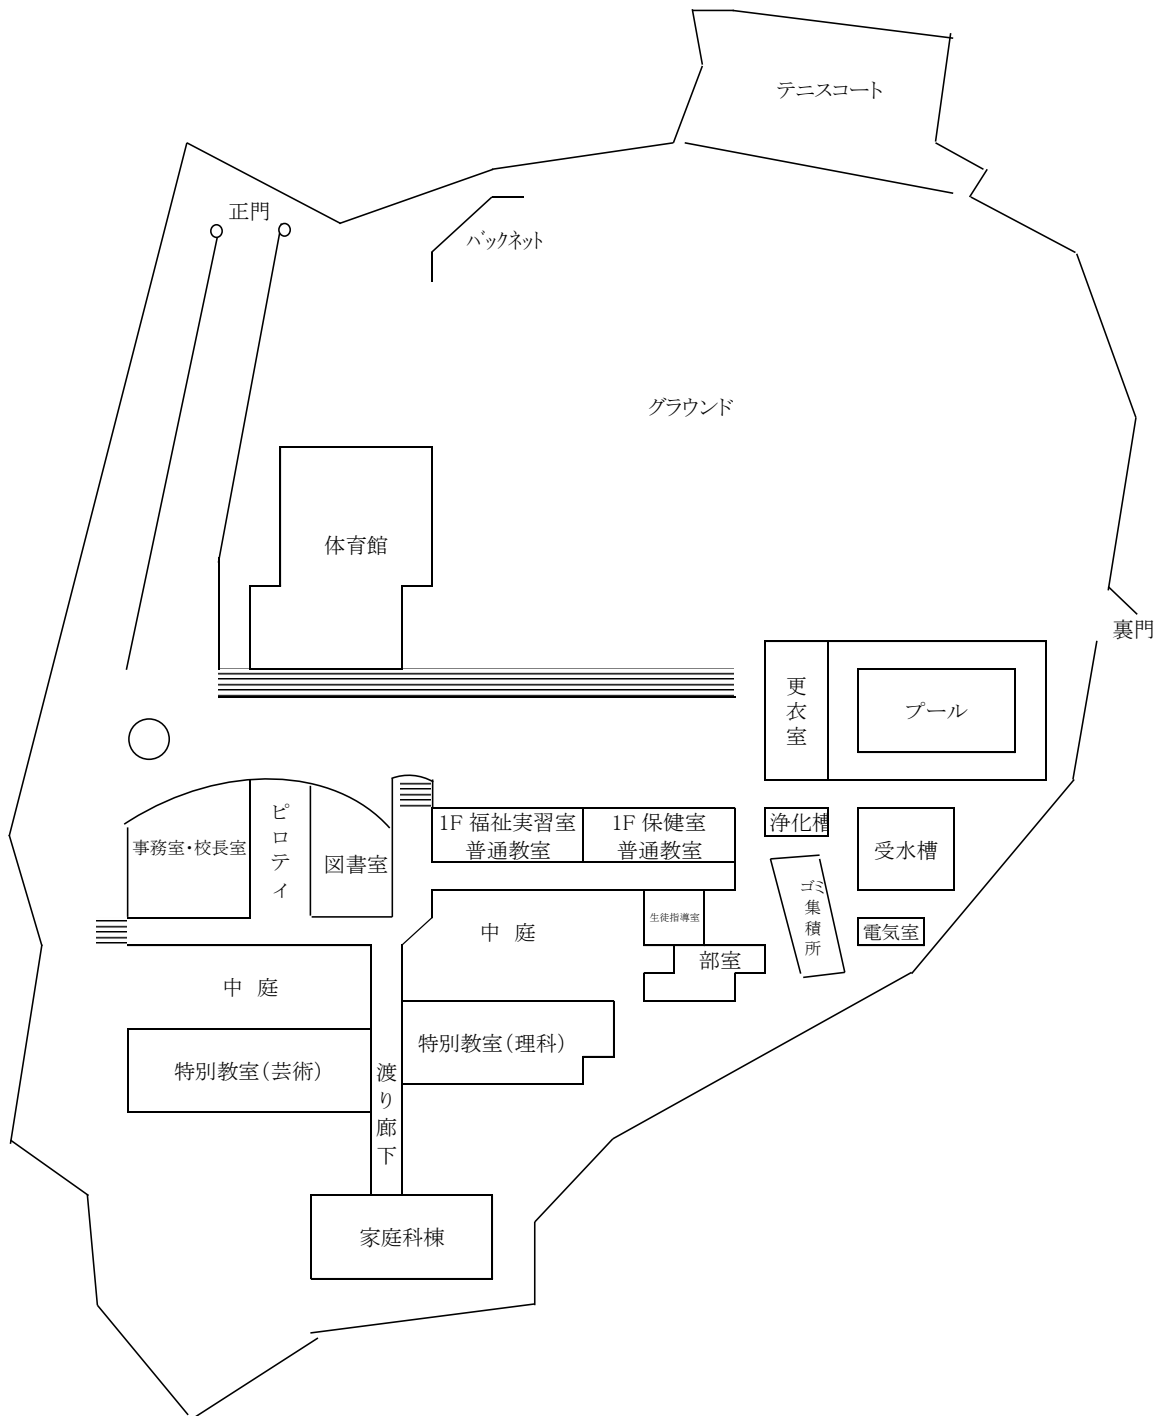 テニスコート
正門
バックネット
グラウンド
体育館
裏門
更衣室
プール
ピロティ
事務室・校長室
図書室
1F 福祉実習室
普通教室
1F 保健室
普通教室
浄化槽
受水槽
ゴミ集積所
生徒指導室
電気室
中 庭
部室
中 庭
特別教室(理科)
特別教室(芸術)
渡り廊下
家庭科棟